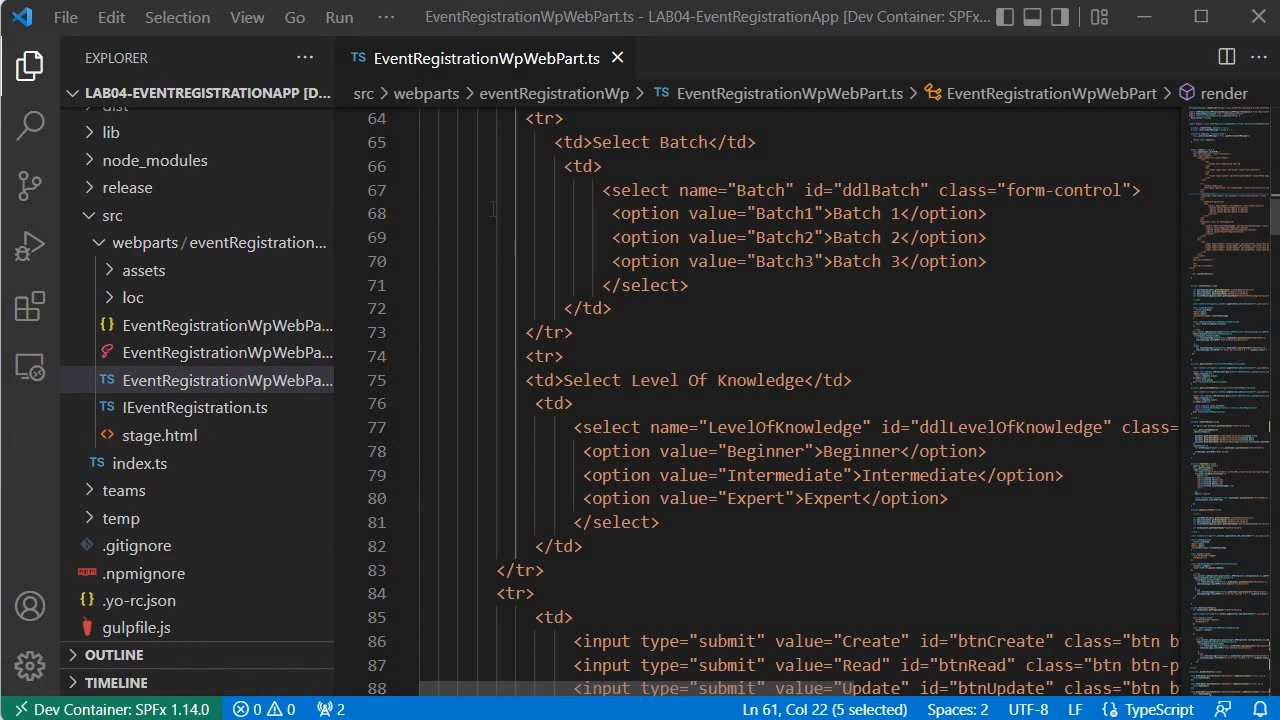 File Edit Selection View Go Run ··· EventRegistrationWpWebPart.ts - LAB04-EventRegistrationApp [Dev Container: SPFx...
EXPLORER ···
TS EventRegistrationWpWebPart.ts
LAB04-EVENTREGISTRATIONAPP [D...
src > webparts > eventRegistrationWp > TS EventRegistrationWpWebPart.ts > EventRegistrationWpWebPart > render
dist
lib
node_modules
release
src
webparts/eventRegistration...
assets
loc
{} EventRegistrationWpWebPa...
EventRegistrationWpWebPa...
TS EventRegistrationWpWebPa...
TS IEventRegistration.ts
<> stage.html
TS index.ts
teams
temp
.gitignore
.npmignore
{} .yo-rc.json
gulpfile.js
OUTLINE
TIMELINE
64 <tr>
65 <td>Select Batch</td>
66 <td>
67 <select name="Batch" id="ddlBatch" class="form-control">
68 <option value="Batch1">Batch 1</option>
69 <option value="Batch2">Batch 2</option>
70 <option value="Batch3">Batch 3</option>
71 </select>
72 </td>
73 </tr>
74 <tr>
75 <td>Select Level Of Knowledge</td>
76 <td>
77 <select name="LevelOfKnowledge" id="ddlLevelOfKnowledge" class=
78 <option value="Beginner">Beginner</option>
79 <option value="Intermediate">Intermediate</option>
80 <option value="Expert">Expert</option>
81 </select>
82 </td>
83 </tr>
84 <tr>
85 <td>
86 <input type="submit" value="Create" id="btnCreate" class="btn b
87 <input type="submit" value="Read" id="btnRead" class="btn btn-p
88 <input type="submit" value="Update" id="btnUpdate" class="btn b
Dev Container: SPFx 1.14.0 0 0 2 Ln 61, Col 22 (5 selected) Spaces: 2 UTF-8 LF {} TypeScript